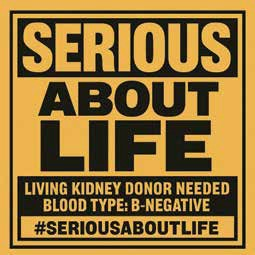 SERIOUS
ABOUT
LIFE
LIVING KIDNEY DONOR NEEDED
BLOOD TYPE: B-NEGATIVE
#SERIOUSABOUTLIFE